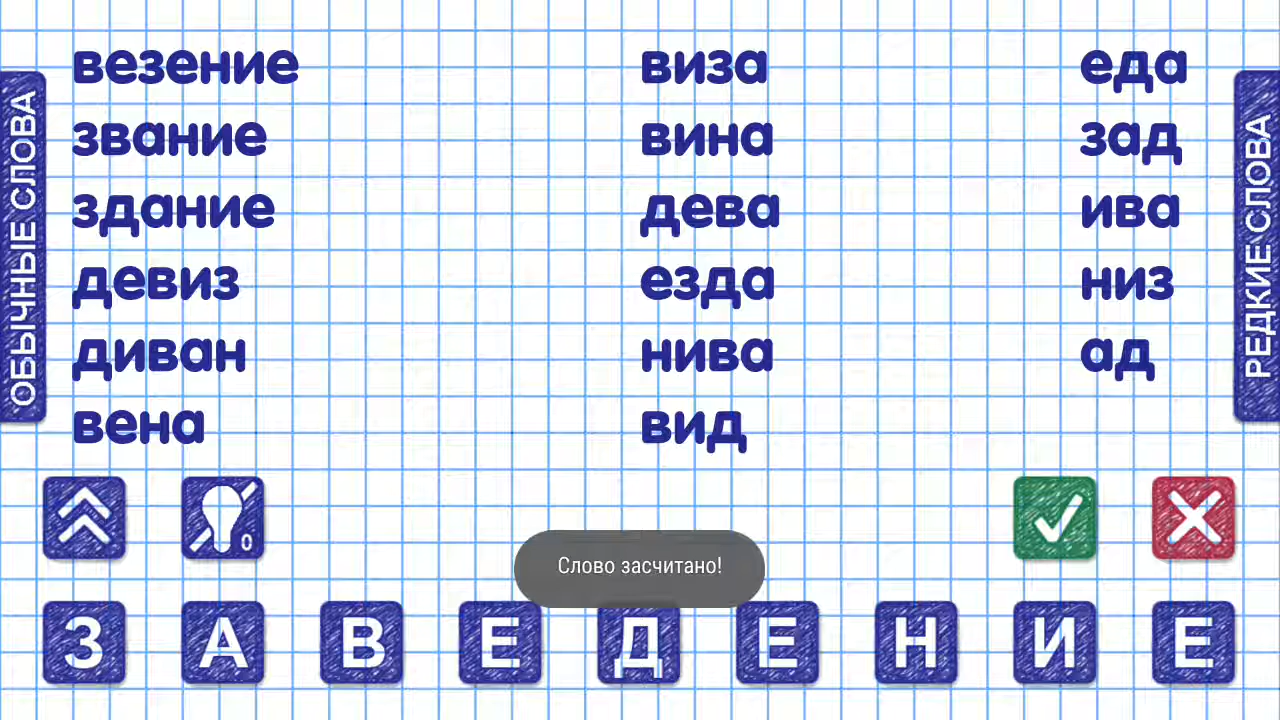 везение виза еда
звание вина зад
здание дева ива
девиз езда низ
диван нива ад
вена вид
ОБЫЧНЫЕ СЛОВА
РЕДКИЕ СЛОВА
0
Слово засчитано!
З А В Е Д Е Н И Е